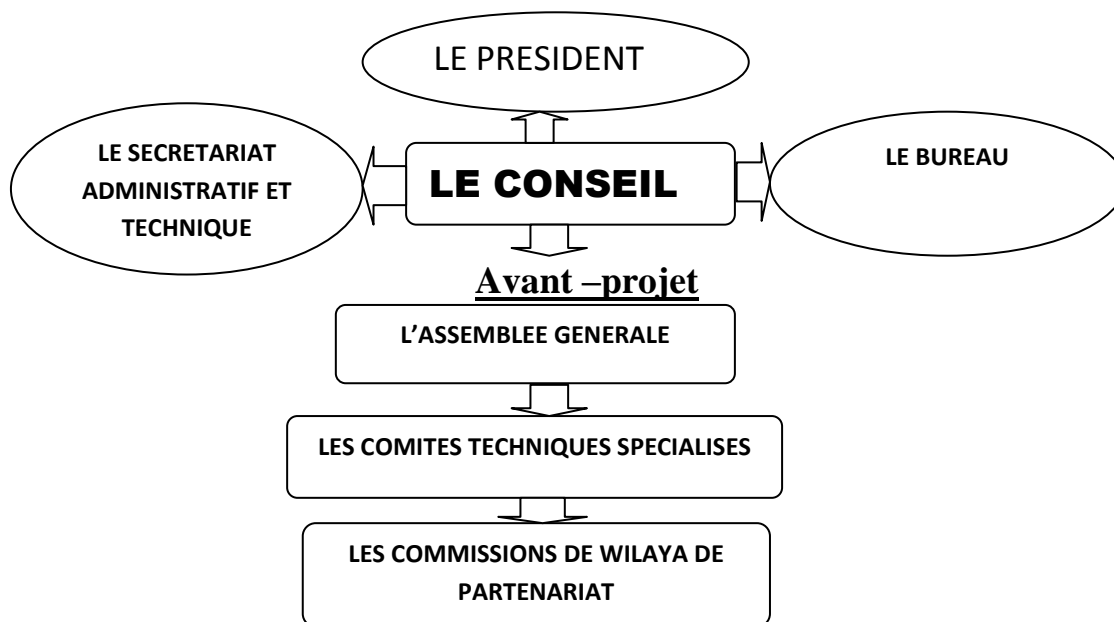 LE PRESIDENT
LE SECRETARIAT
ADMINISTRATIF ET
TECHNIQUE
LE CONSEIL
LE BUREAU
Avant –projet
L’ASSEMBLEE GENERALE
LES COMITES TECHNIQUES SPECIALISES
LES COMMISSIONS DE WILAYA DE
PARTENARIAT